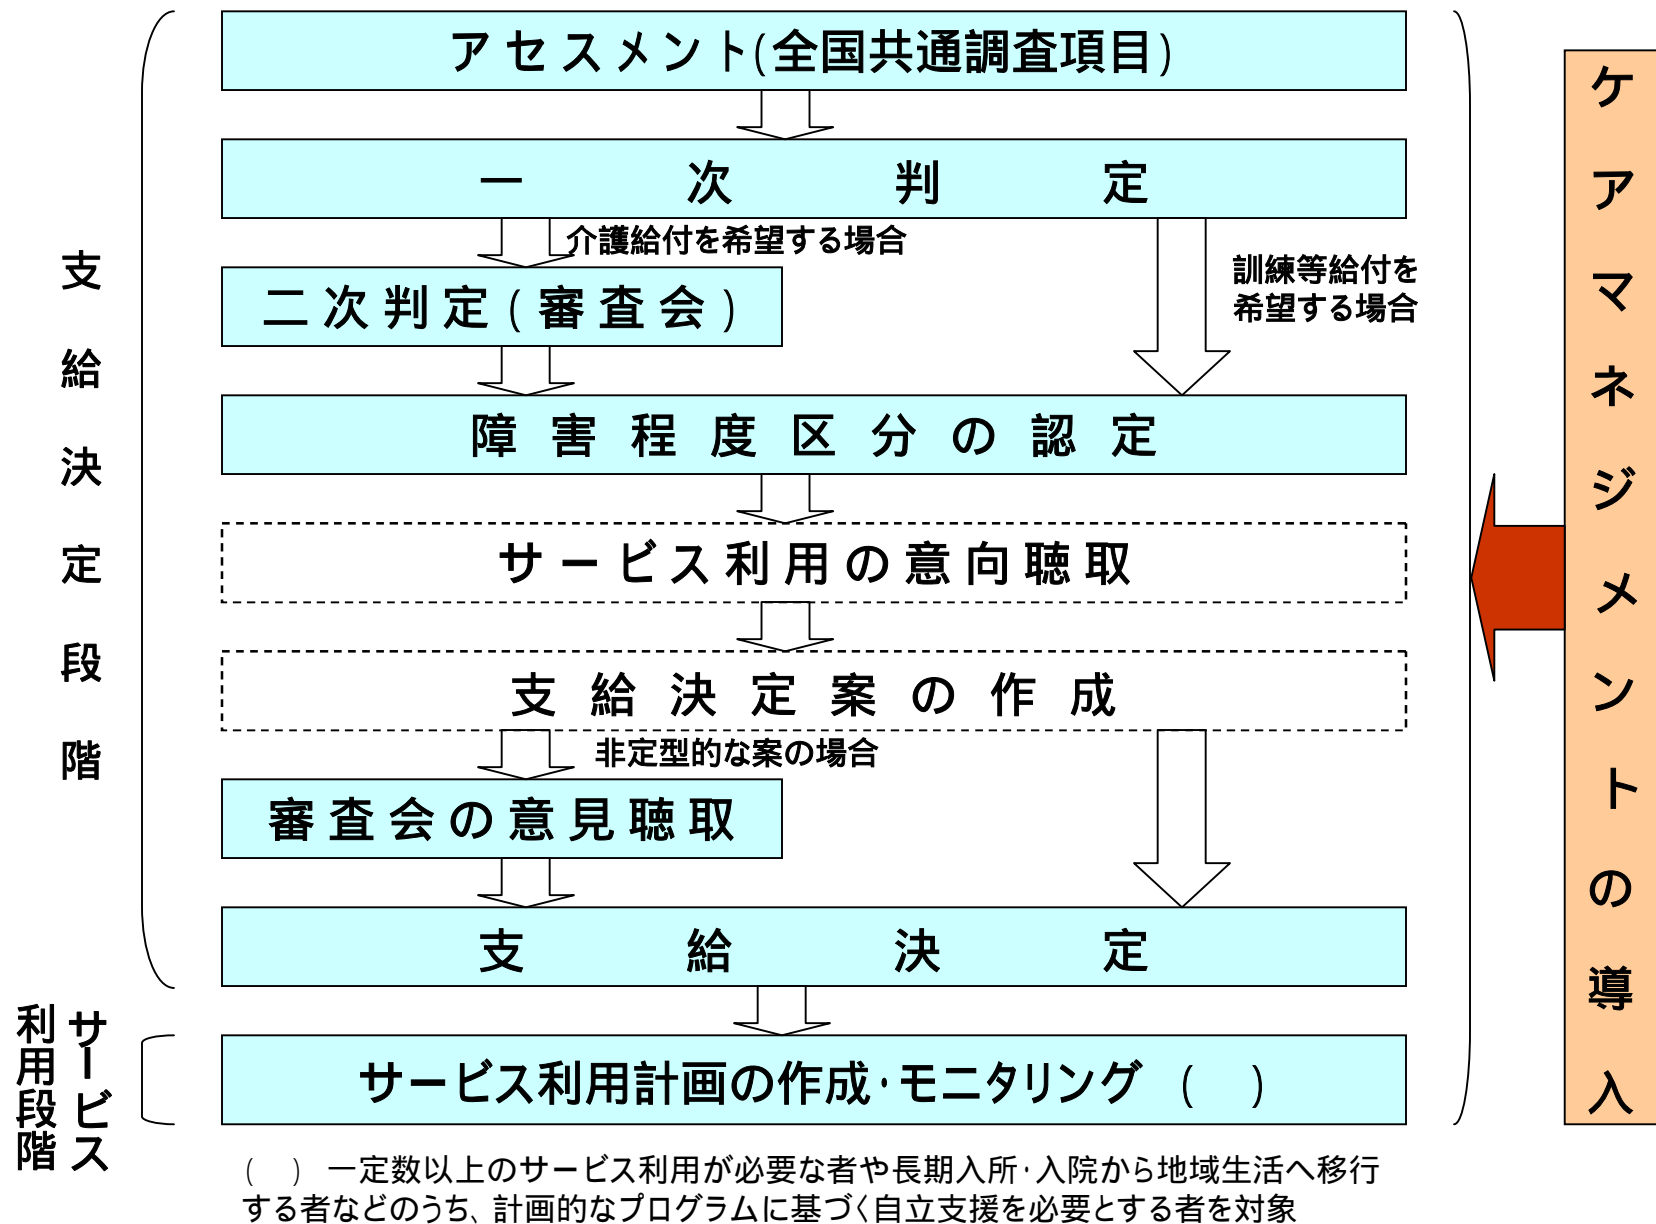 アセスメント(全国共通調査項目)
一次判定
介護給付を希望する場合
訓練等給付を
希望する場合
二次判定(審査会)
障害程度区分の認定
サービス利用の意向聴取
支給決定案の作成
非定型的な案の場合
審査会の意見聴取
支給決定
サービス利用計画の作成・モニタリング ( )
支給決定段階
サービス
利用段階
ケアマネジメントの導入
( ) 一定数以上のサービス利用が必要な者や長期入所・入院から地域生活へ移行
する者などのうち、計画的なプログラムに基づく自立支援を必要とする者を対象